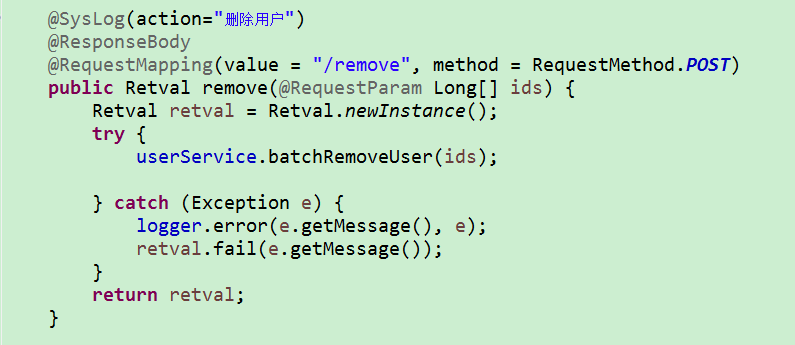 @SysLog(action="删除用户")
@ResponseBody
@RequestMapping(value = "/remove", method = RequestMethod.POST)
public Retval remove(@RequestParam Long[] ids) {
    Retval retval = Retval.newInstance();
    try {
        userService.batchRemoveUser(ids);

    } catch (Exception e) {
        logger.error(e.getMessage(), e);
        retval.fail(e.getMessage());
    }
    return retval;
}